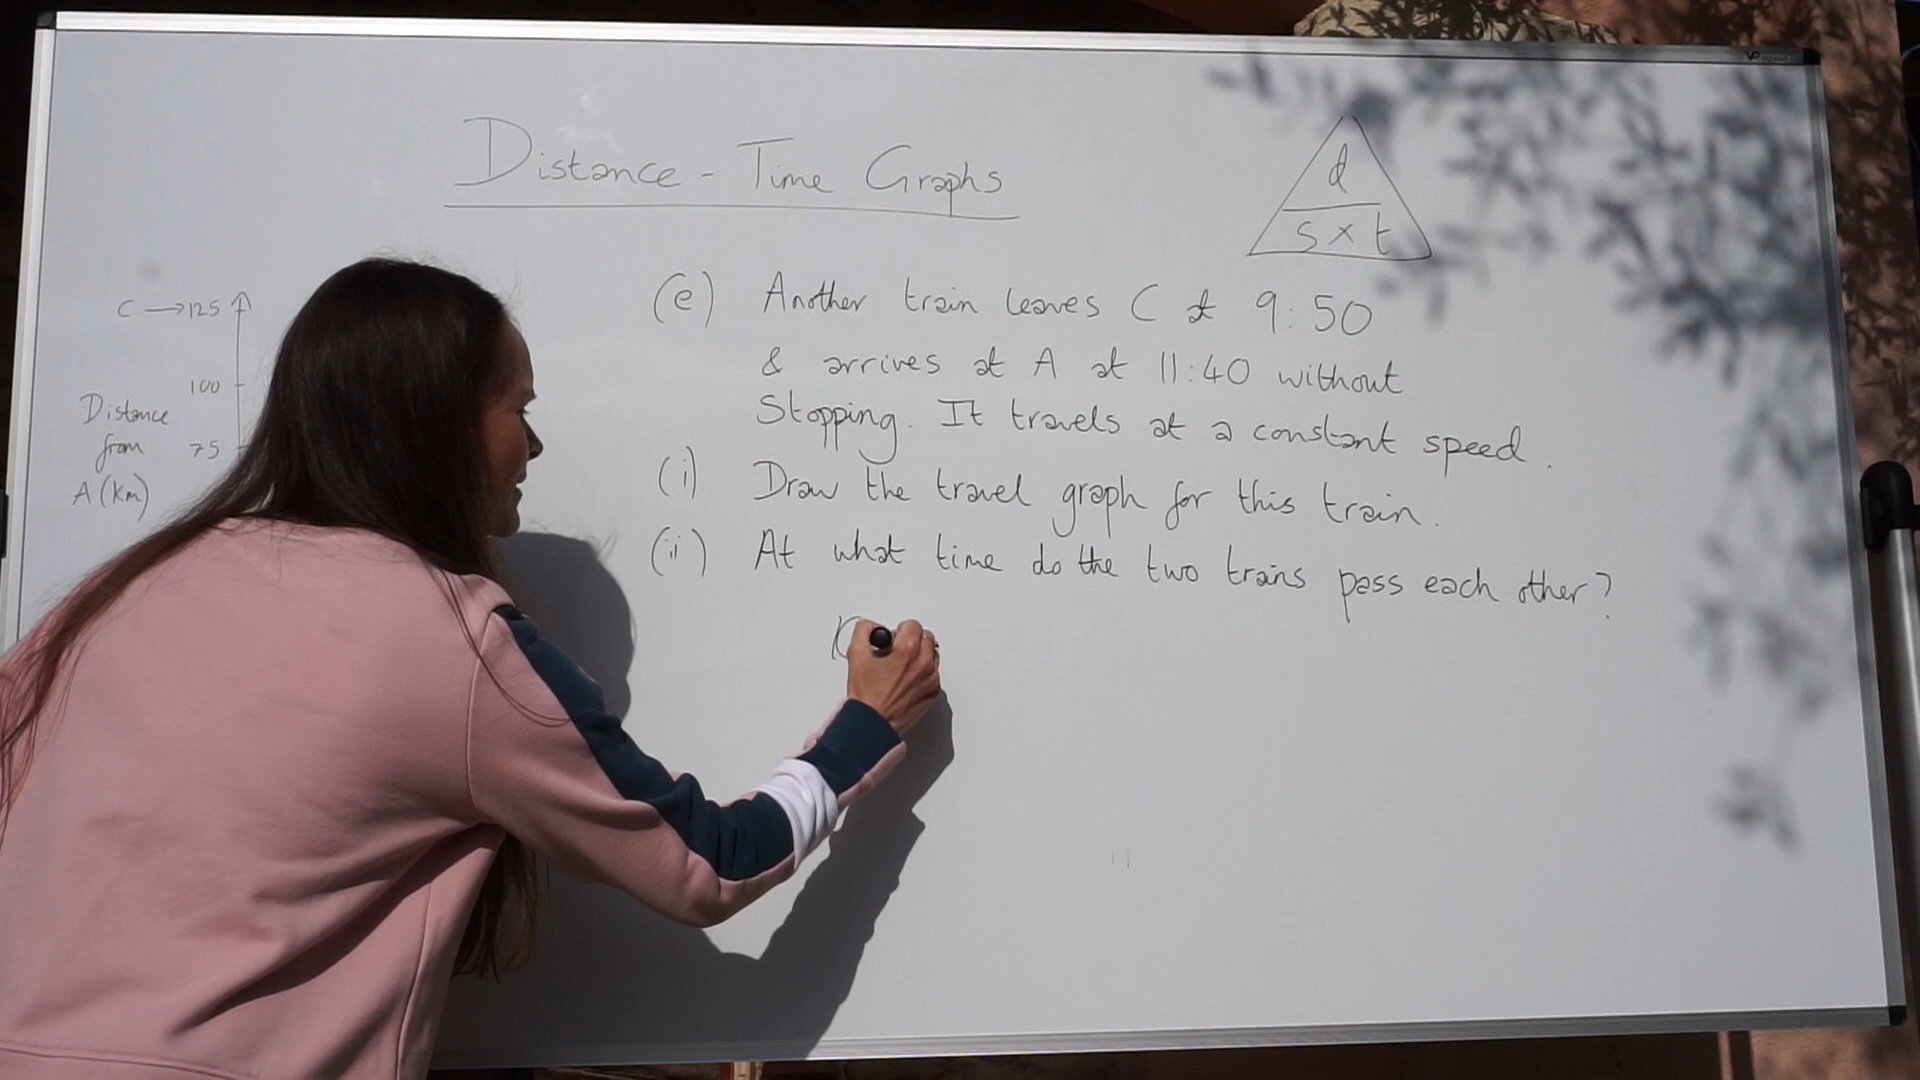 Distance - Time Graphs
d
s x t
C → 125
100
Distance
from 75
A (Km)
(e) Another train leaves C at 9:50
& arrives at A at 11:40 without
Stopping. It travels at a constant speed.
(i) Draw the travel graph for this train.
(ii) At what time do the two trains pass each other?